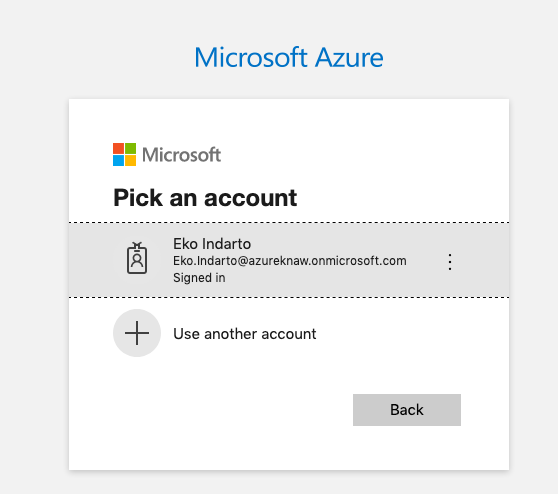 Microsoft Azure
Microsoft
Pick an account
Eko Indarto
Eko.Indarto@azureknaw.onmicrosoft.com
Signed in
Use another account
Back